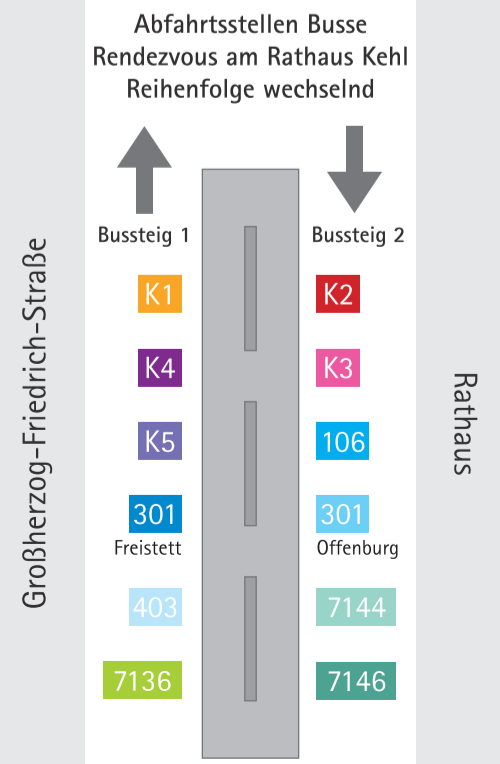 Abfahrtsstellen Busse
Rendezvous am Rathaus Kehl
Reihenfolge wechselnd
Großherzog-Friedrich-Straße
Bussteig 1
K1
K4
K5
301
Freistett
403
7136
Bussteig 2
K2
K3
106
301
Offenburg
7144
7146
Rathaus